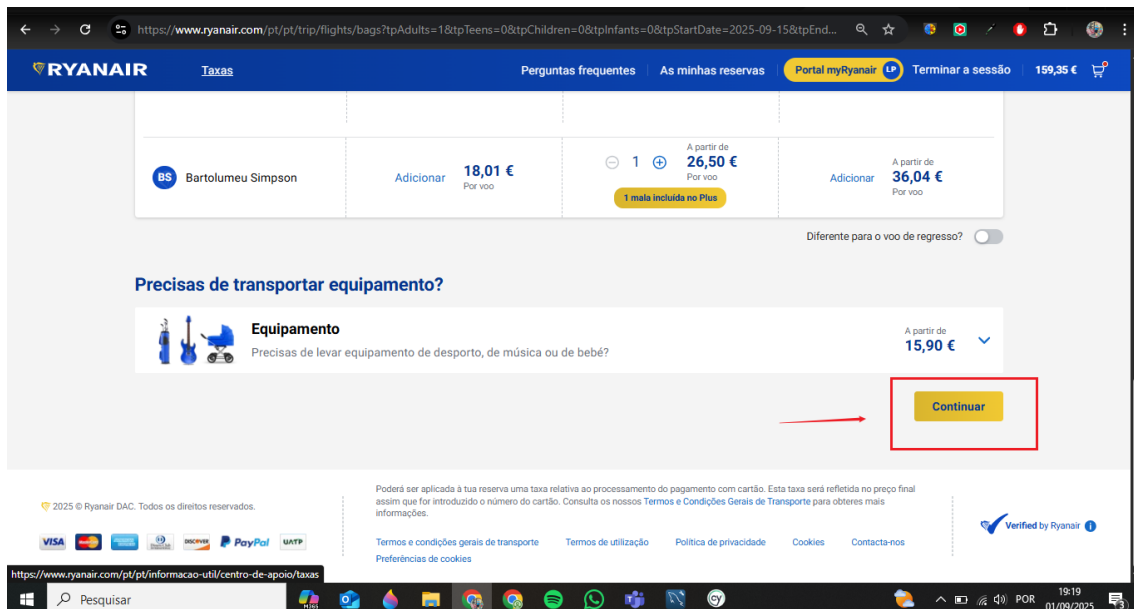 https://www.ryanair.com/pt/pt/trip/flights/bags?tpAdults=1&tpTeens=0&tpChildren=0&tpInfants=0&tpStartDate=2025-09-15&tpEnd...
RYANAIR
Taxas
Perguntas frequentes
As minhas reservas
Portal myRyanair LP
Terminar a sessão
159,35 €
BS
Bartolumeu Simpson
Adicionar
18,01 €
Por voo
1
A partir de
26,50 €
Por voo
1 mala incluída no Plus
Adicionar
A partir de
36,04 €
Por voo
Diferente para o voo de regresso?
Precisas de transportar equipamento?
Equipamento
Precisas de levar equipamento de desporto, de música ou de bebé?
A partir de
15,90 €
Continuar
2025 © Ryanair DAC. Todos os direitos reservados.
VISA
DISCOVER
PayPal
UATP
Poderá ser aplicada à tua reserva uma taxa relativa ao processamento do pagamento com cartão. Esta taxa será refletida no preço final
assim que for introduzido o número do cartão. Consulta os nossos Termos e Condições Gerais de Transporte para obteres mais
informações.
Termos e condições gerais de transporte
Termos de utilização
Política de privacidade
Cookies
Contacta-nos
Preferências de cookies
Verified by Ryanair
https://www.ryanair.com/pt/pt/informacao-util/centro-de-apoio/taxas
Pesquisar
M365
CY
POR
19:19
01/09/2025
3